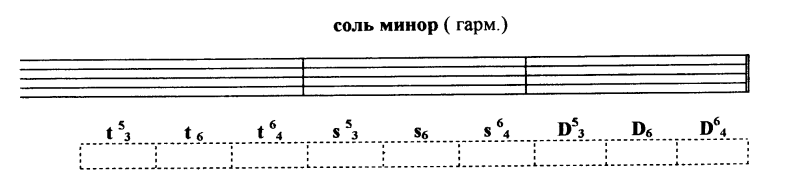 соль минор ( гарм.)
t⁵₃ t₆ t⁶₄ s⁵₃ s₆ s⁶₄ D⁵₃ D₆ D⁶₄